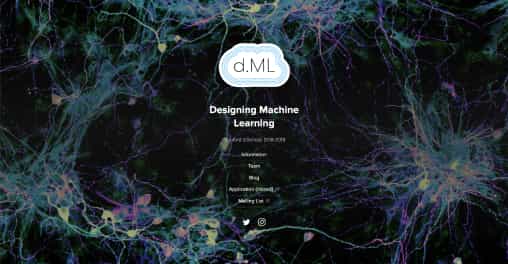 d.ML
Designing Machine
Learning
Information
Team
Blog
Application (closed)
Mailing List